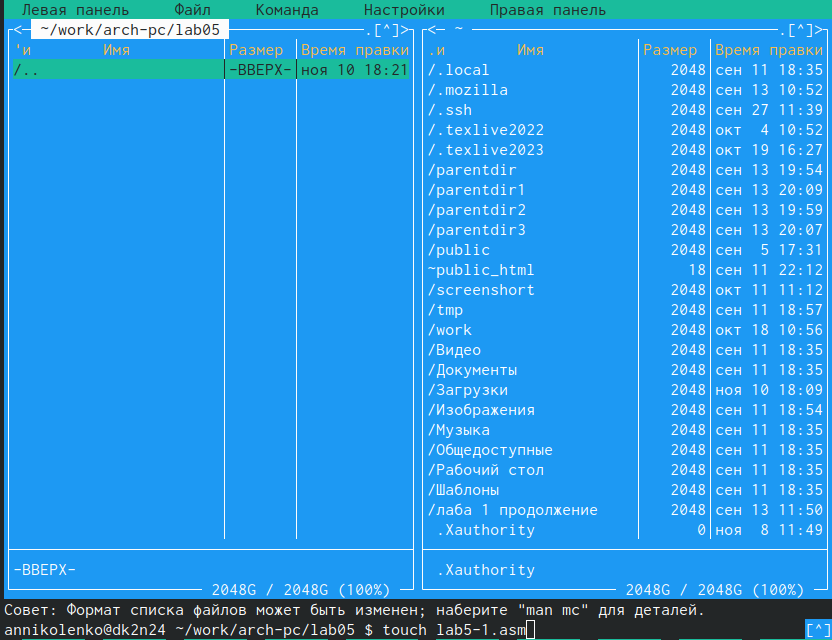 Левая панель Файл Команда Настройки Правая панель
<─ ~/work/arch-pc/lab05 .[^]> <─ ~ .[^]>
'и Имя Размер Время правки .и Имя Размер Время правки
/.. -ВВЕРХ- ноя 10 18:21 /.local 2048 сен 11 18:35
/.mozilla 2048 сен 13 10:52
/.ssh 2048 сен 27 11:39
/.texlive2022 2048 окт 4 10:52
/.texlive2023 2048 окт 19 16:27
/parentdir 2048 сен 13 19:54
/parentdir1 2048 сен 13 20:09
/parentdir2 2048 сен 13 19:59
/parentdir3 2048 сен 13 20:07
/public 2048 сен 5 17:31
~public_html 18 сен 11 22:12
/screenshort 2048 окт 11 11:12
/tmp 2048 сен 11 18:57
/work 2048 окт 18 10:56
/Видео 2048 сен 11 18:35
/Документы 2048 сен 11 18:35
/Загрузки 2048 ноя 10 18:09
/Изображения 2048 сен 11 18:54
/Музыка 2048 сен 11 18:35
/Общедоступные 2048 сен 11 18:35
/Рабочий стол 2048 сен 11 18:35
/Шаблоны 2048 сен 11 18:35
/лаба 1 продолжение 2048 сен 13 11:50
.Xauthority 0 ноя 8 11:49
-ВВЕРХ- .Xauthority
2048G / 2048G (100%) 2048G / 2048G (100%)
Совет: Формат списка файлов может быть изменен; наберите "man mc" для деталей.
annikolenko@dk2n24 ~/work/arch-pc/lab05 $ touch lab5-1.asm [^]